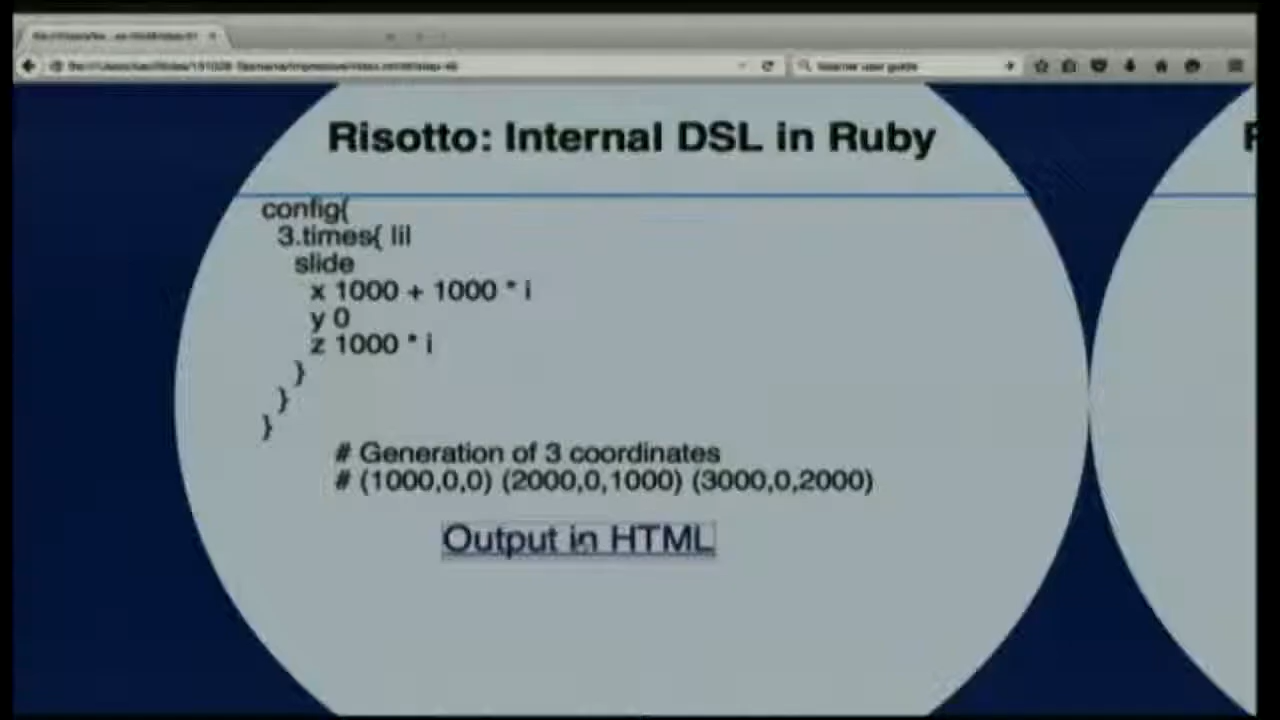 Risotto: Internal DSL in Ruby
config{
3.times{ |i|
slide
x 1000 + 1000 * i
y 0
z 1000 * i
}
}
}
# Generation of 3 coordinates
# (1000,0,0) (2000,0,1000) (3000,0,2000)
Output in HTML